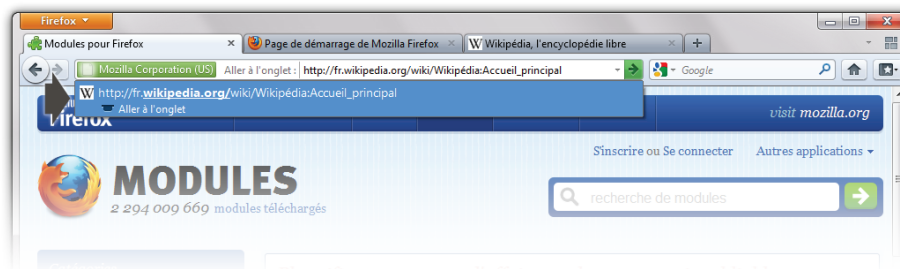 Firefox
Modules pour Firefox
Page de démarrage de Mozilla Firefox
Wikipédia, l'encyclopédie libre
Mozilla Corporation (US) Aller à l'onglet : http://fr.wikipedia.org/wiki/Wikipédia:Accueil_principal
Google
http://fr.wikipedia.org/wiki/Wikipédia:Accueil_principal
Aller à l'onglet
Firefox
visit mozilla.org
S'inscrire ou Se connecter Autres applications
MODULES
2 294 009 669 modules téléchargés
recherche de modules